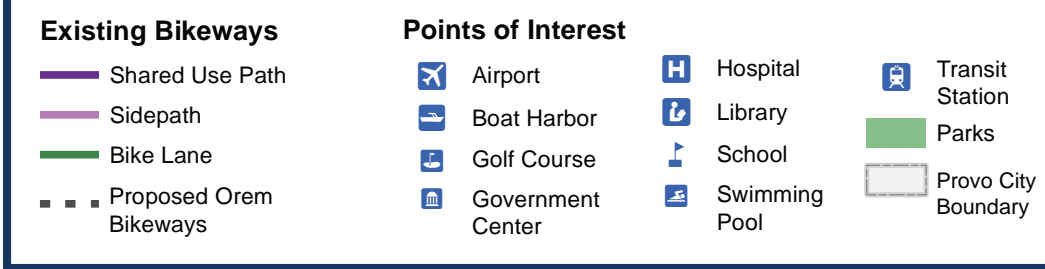 Existing Bikeways
Shared Use Path
Sidepath
Bike Lane
Proposed Orem
Bikeways
Points of Interest
Airport
Boat Harbor
Golf Course
Government
Center
H
Hospital
Library
School
Swimming
Pool
Transit
Station
Parks
Provo City
Boundary